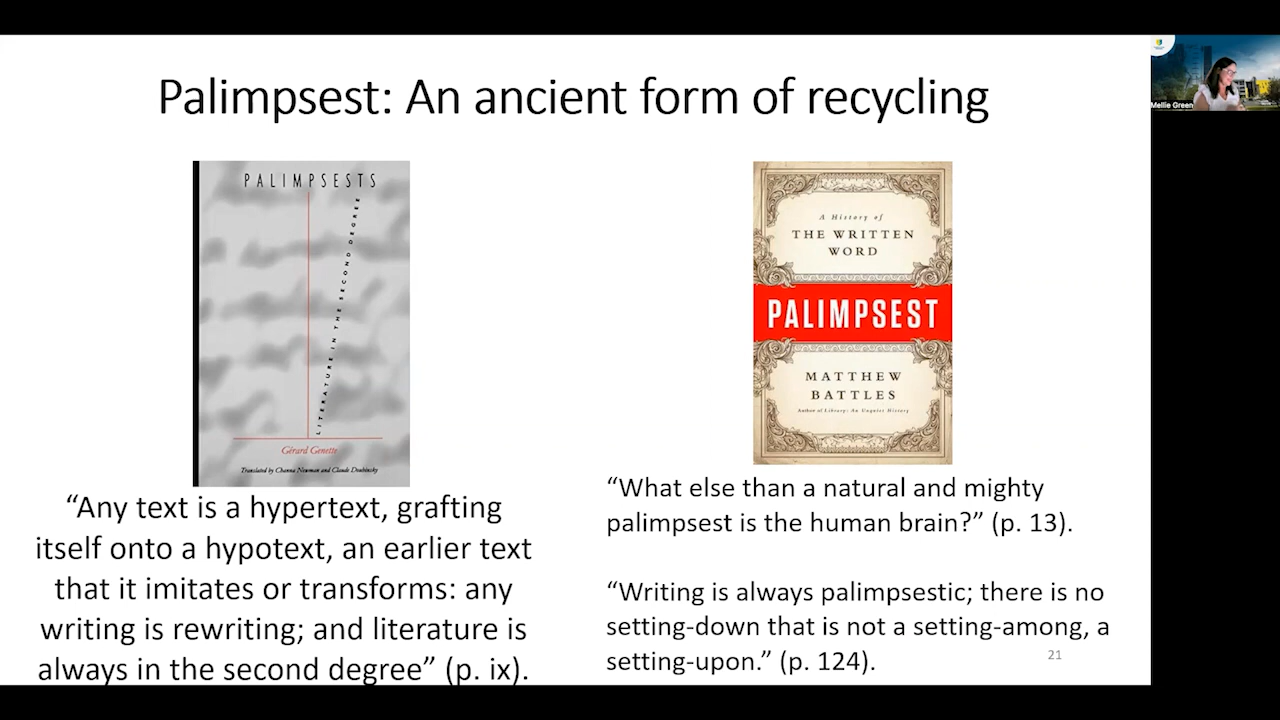 Palimpsest: An ancient form of recycling
Mellie Green
PALIMPSESTS
LITERATURE IN THE SECOND DEGREE
Gérard Genette
Translated by Channa Newman and Claude Doubinsky
“Any text is a hypertext, grafting
itself onto a hypotext, an earlier text
that it imitates or transforms: any
writing is rewriting; and literature is
always in the second degree” (p. ix).
A History of
THE WRITTEN
WORD
PALIMPSEST
MATTHEW
BATTLES
Author of Library: An Unquiet History
“What else than a natural and mighty
palimpsest is the human brain?” (p. 13).
“Writing is always palimpsestic; there is no
setting-down that is not a setting-among, a
setting-upon.” (p. 124).
21